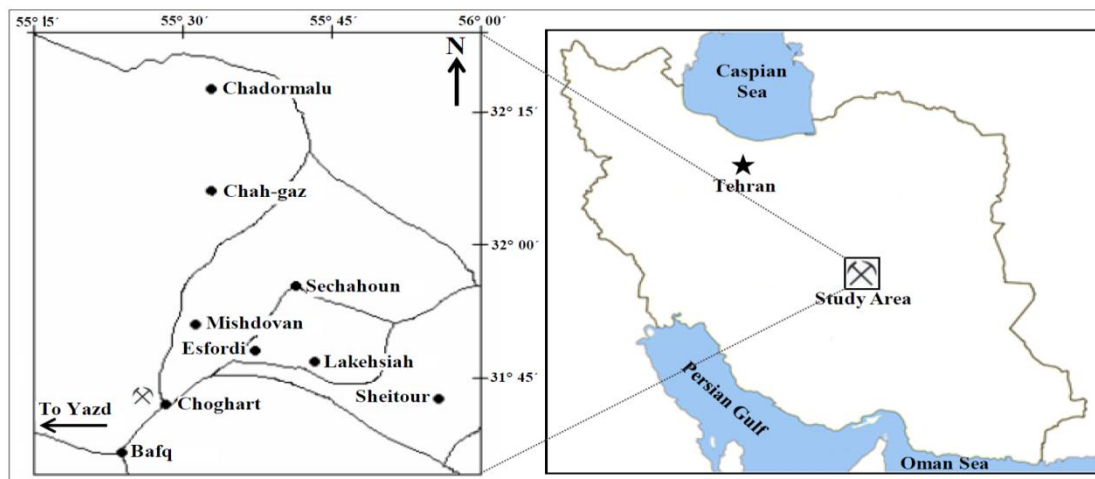 55° 15´
55° 30´
55° 45´
56° 00´
N
Chadormalu
32° 15´
Chah-gaz
32° 00´
Sechahoun
Mishdovan
Esfordi
Lakehsiah
31° 45´
Sheitour
Choghart
To Yazd
Bafq
Caspian
Sea
Tehran
Study Area
Persian Gulf
Oman Sea